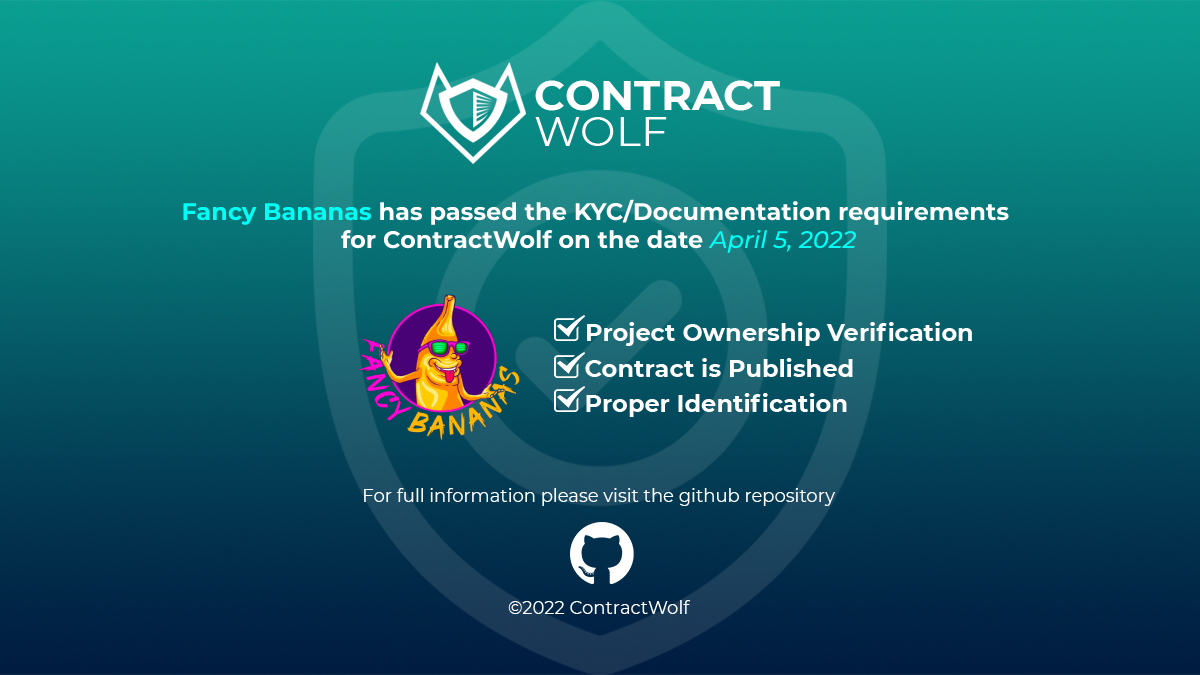 CONTRACT
WOLF
Fancy Bananas has passed the KYC/Documentation requirements
for ContractWolf on the date April 5, 2022
FANCY BANANAS
Project Ownership Verification
Contract is Published
Proper Identification
For full information please visit the github repository
©2022 ContractWolf